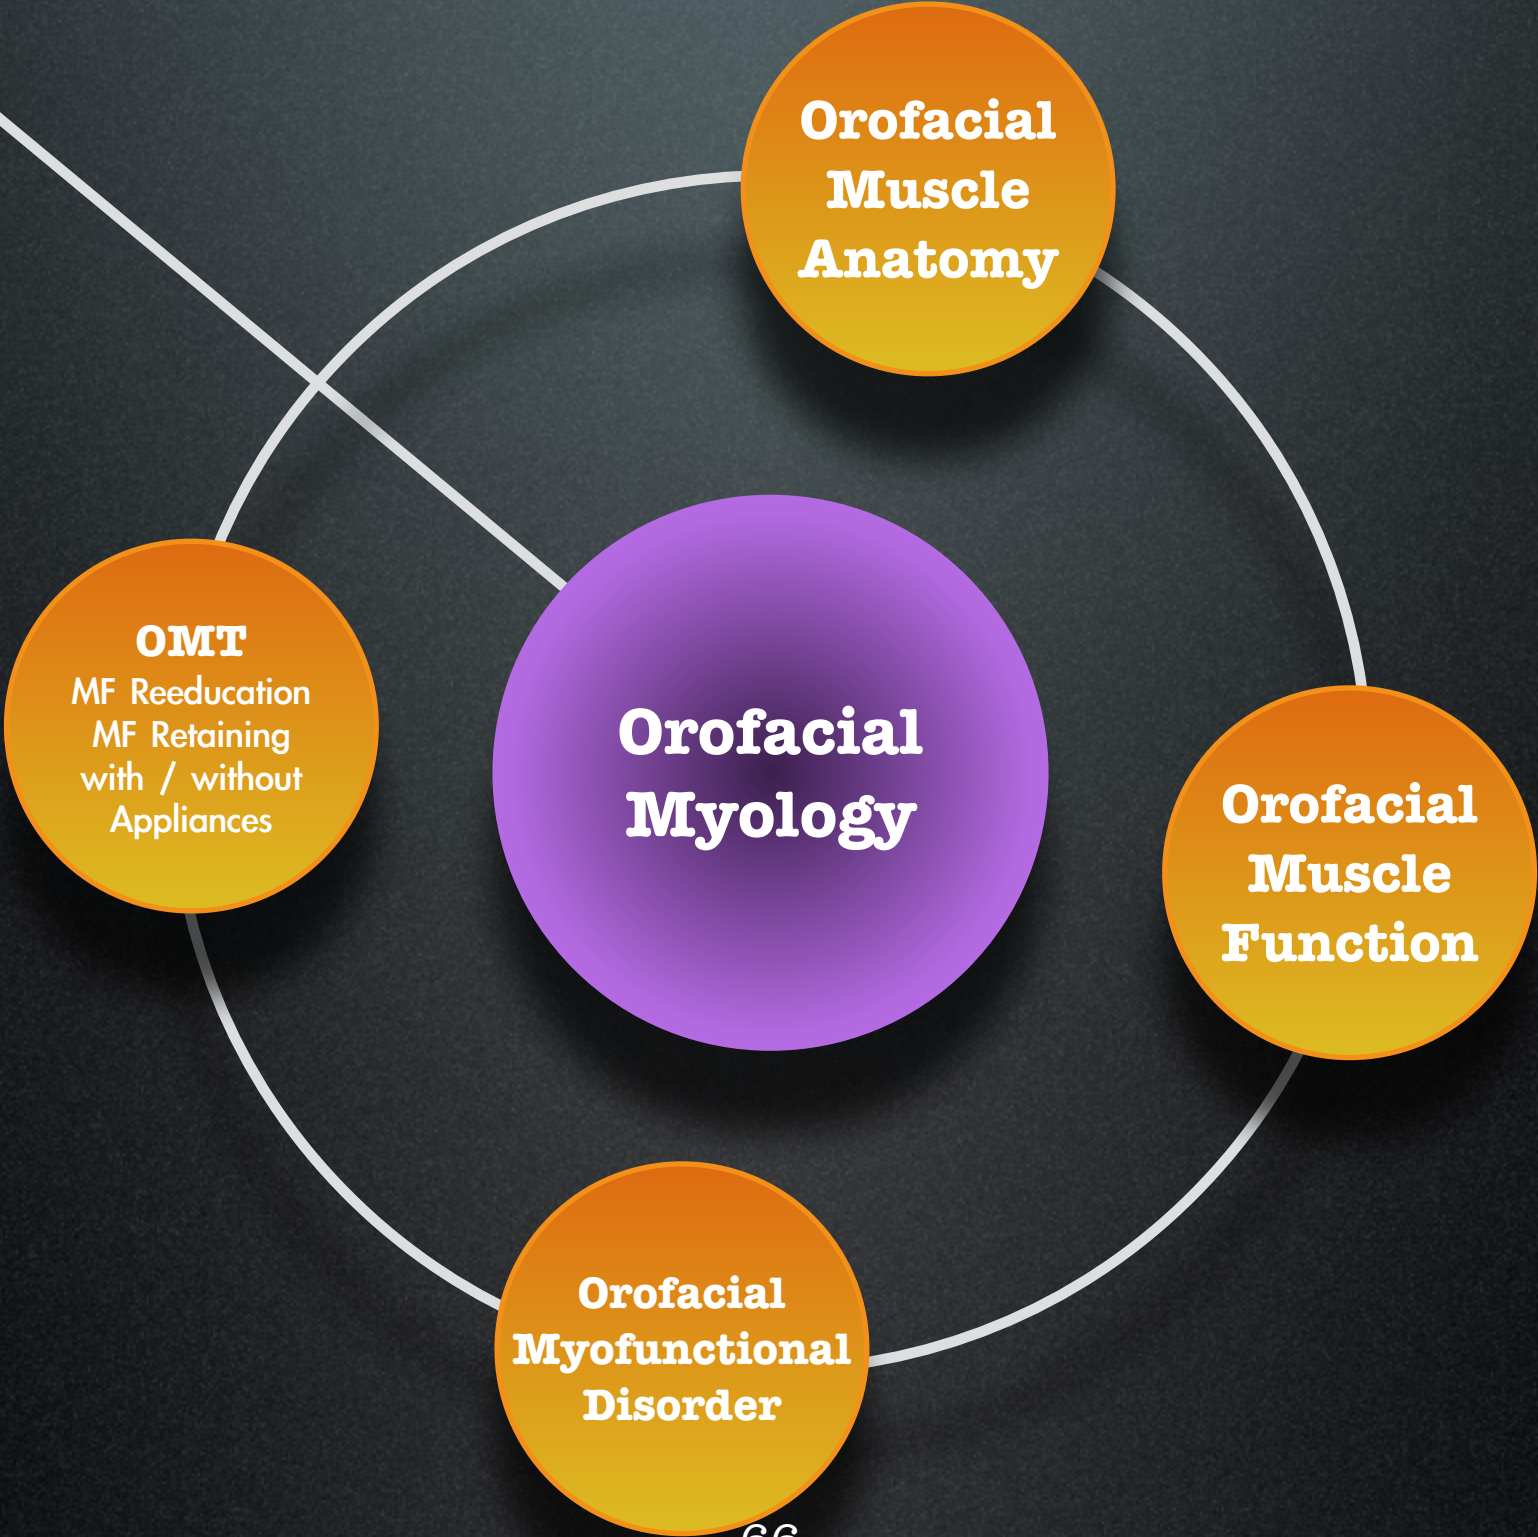 Orofacial
Muscle
Anatomy
OMT
MF Reeducation
MF Retaining
with / without
Appliances
Orofacial
Myology
Orofacial
Muscle
Function
Orofacial
Myofunctional
Disorder